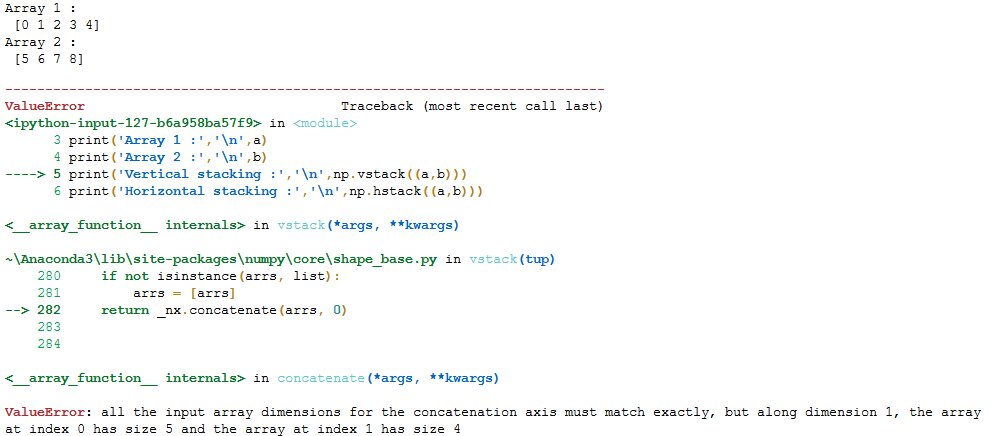 Array 1 :
 [0 1 2 3 4]
Array 2 :
 [5 6 7 8]
---------------------------------------------------------------------------
ValueError                                Traceback (most recent call last)
<ipython-input-127-b6a958ba57f9> in <module>
      3 print('Array 1 :','\n',a)
      4 print('Array 2 :','\n',b)
----> 5 print('Vertical stacking :','\n',np.vstack((a,b)))
      6 print('Horizontal stacking :','\n',np.hstack((a,b)))
<__array_function__ internals> in vstack(*args, **kwargs)
~\Anaconda3\lib\site-packages\numpy\core\shape_base.py in vstack(tup)
    280     if not isinstance(arrs, list):
    281         arrs = [arrs]
--> 282     return _nx.concatenate(arrs, 0)
    283
    284
<__array_function__ internals> in concatenate(*args, **kwargs)
ValueError: all the input array dimensions for the concatenation axis must match exactly, but along dimension 1, the array
at index 0 has size 5 and the array at index 1 has size 4